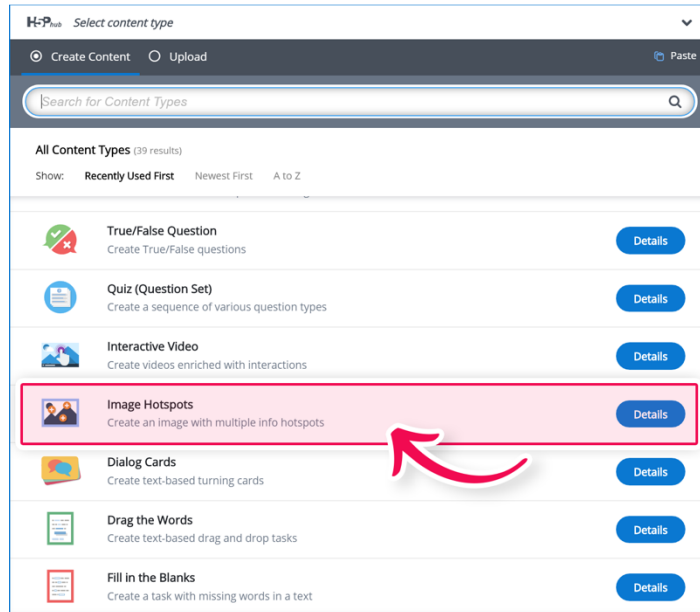 H5P hub Select content type
Create Content Upload Paste
Search for Content Types
All Content Types (39 results)
Show: Recently Used First Newest First A to Z
True/False Question
Create True/False questions
Details
Quiz (Question Set)
Create a sequence of various question types
Details
Interactive Video
Create videos enriched with interactions
Details
Image Hotspots
Create an image with multiple info hotspots
Details
Dialog Cards
Create text-based turning cards
Details
Drag the Words
Create text-based drag and drop tasks
Details
Fill in the Blanks
Create a task with missing words in a text
Details